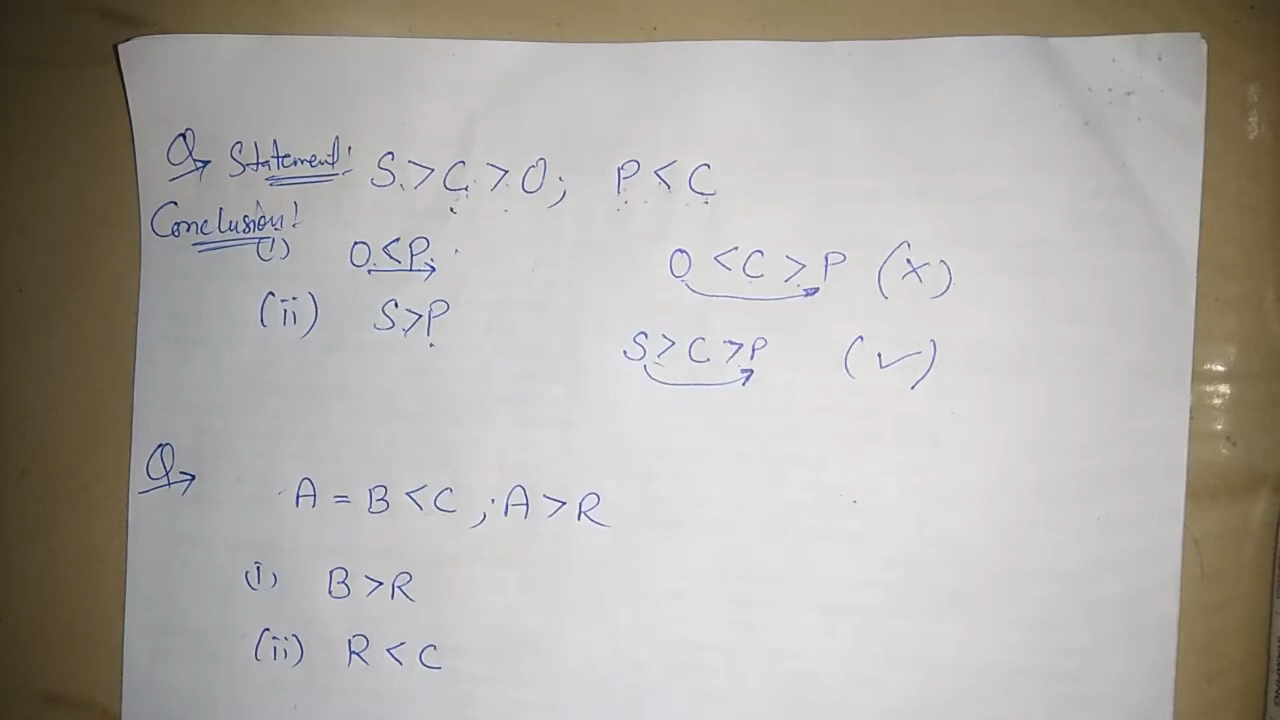 Q→ Statement: S > C > O; P < C
Conclusion:
(i) O < P
O < C > P (×)
(ii) S > P
S > C > P (✓)
Q→
A = B < C ; A > R
(i) B > R
(ii) R < C